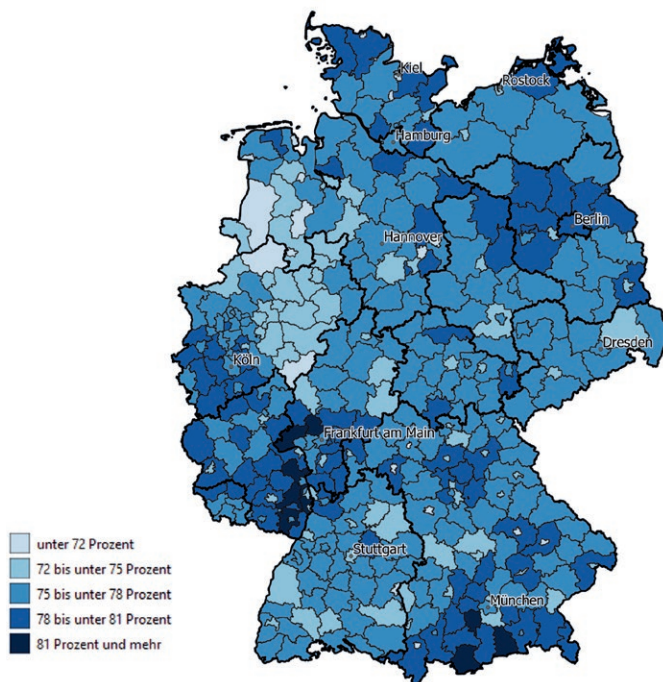 Kiel
Rostock
Hamburg
Berlin
Hannover
Dresden
Köln
Frankfurt am Main
Stuttgart
München
unter 72 Prozent
72 bis unter 75 Prozent
75 bis unter 78 Prozent
78 bis unter 81 Prozent
81 Prozent und mehr